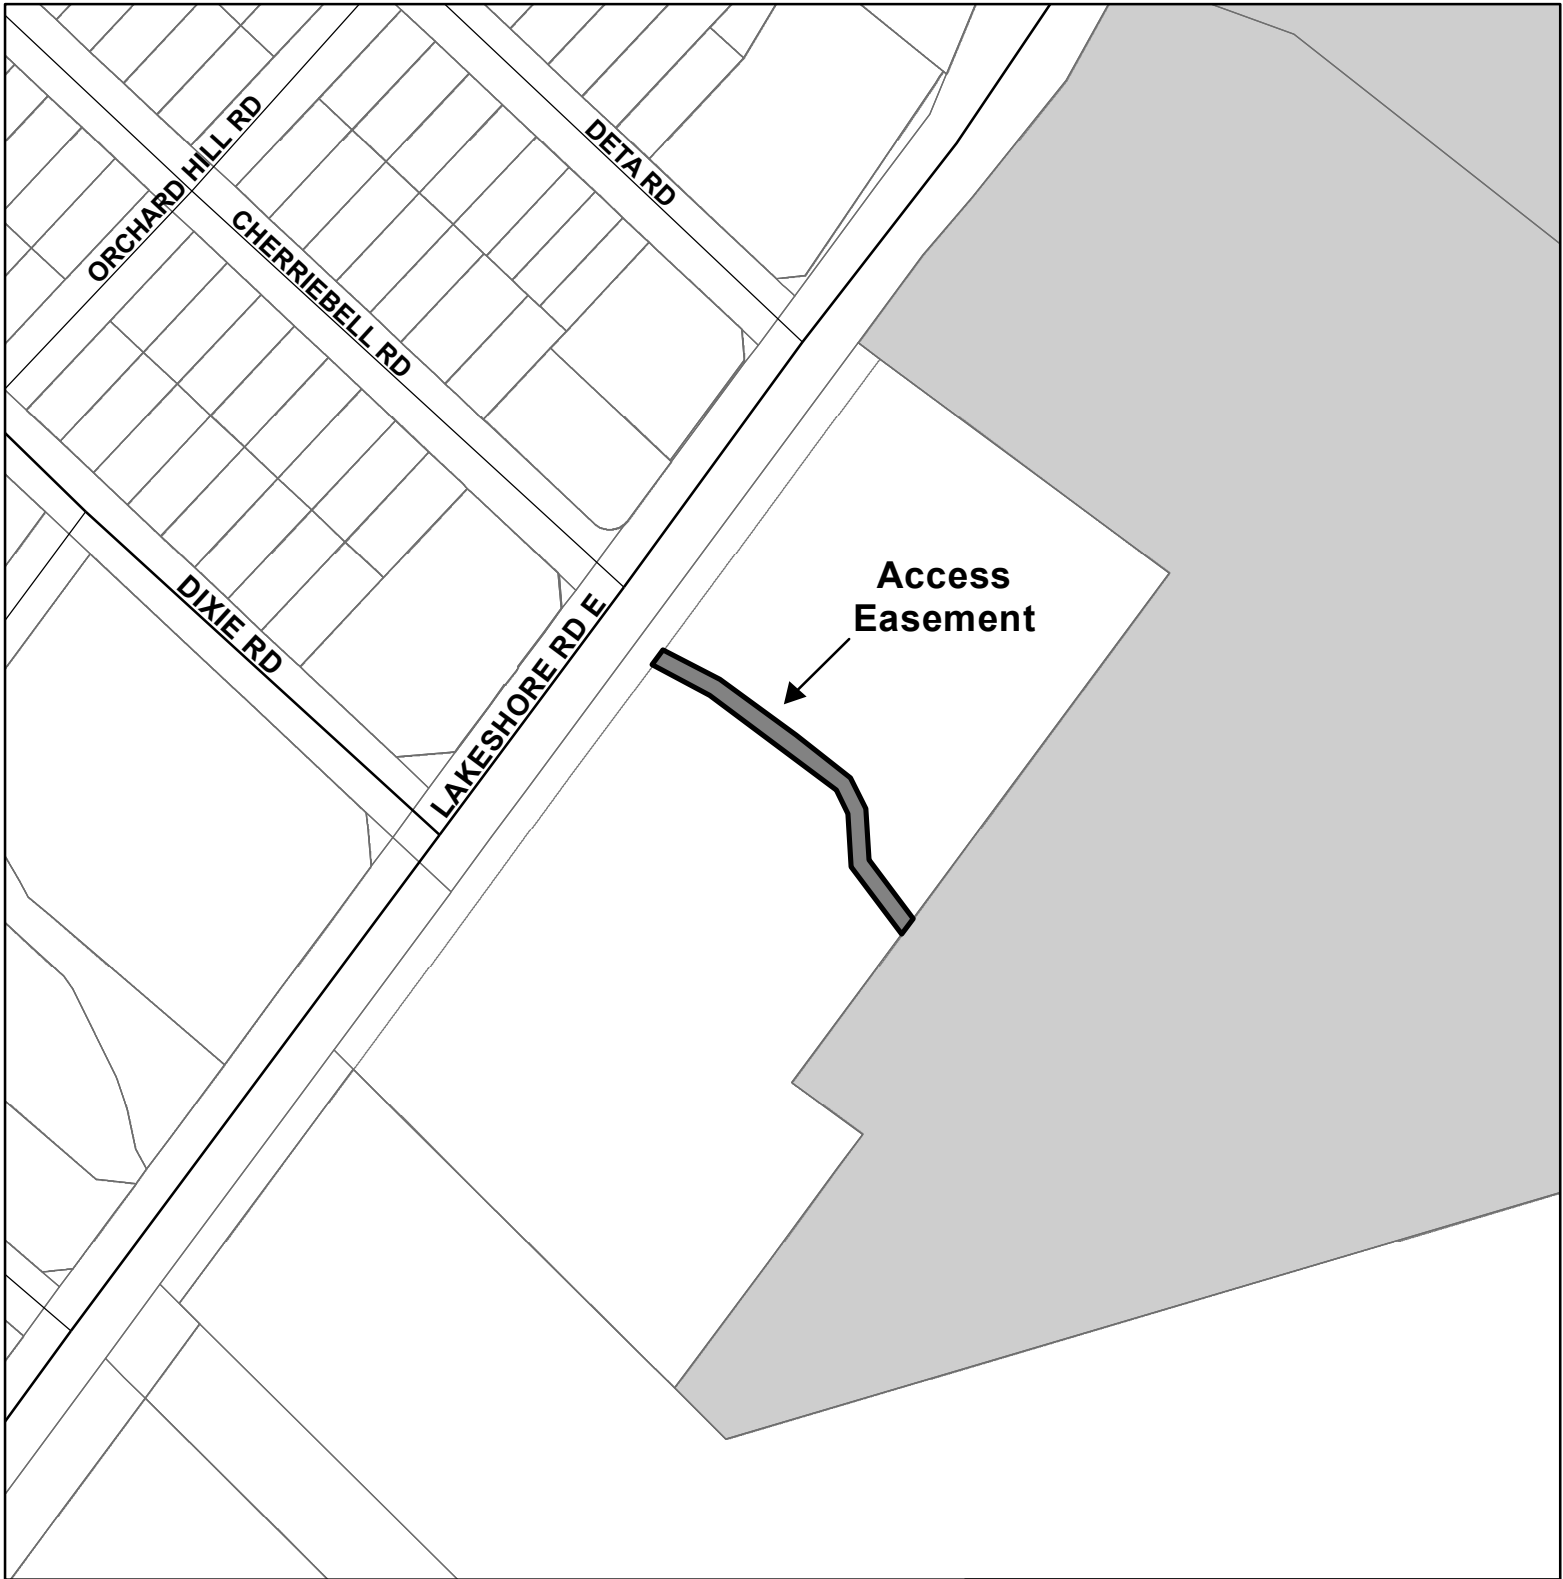 ORCHARD HILL RD
DETA RD
CHERRIEBELL RD
DIXIE RD
LAKESHORE RD E
Access
Easement